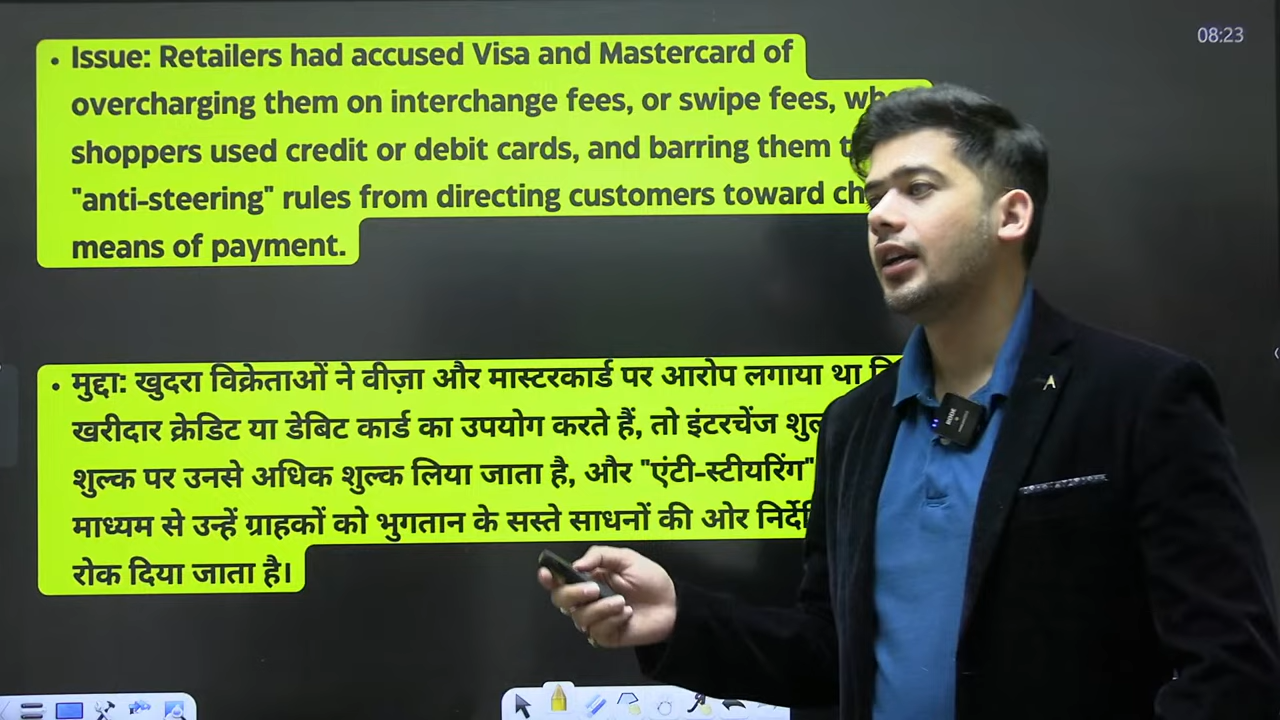 08:23
• Issue: Retailers had accused Visa and Mastercard of
overcharging them on interchange fees, or swipe fees,
shoppers used credit or debit cards, and barring them
"anti-steering" rules from directing customers toward
means of payment.
• मुद्दा: खुदरा विक्रेताओं ने वीज़ा और मास्टरकार्ड पर आरोप लगाया था
खरीदार क्रेडिट या डेबिट कार्ड का उपयोग करते हैं, तो इंटरचेंज
शुल्क पर उनसे अधिक शुल्क लिया जाता है, और "एंटी-स्टीयरिंग"
माध्यम से उन्हें ग्राहकों को भुगतान के सस्ते साधनों की ओर
रोक दिया जाता है।
A